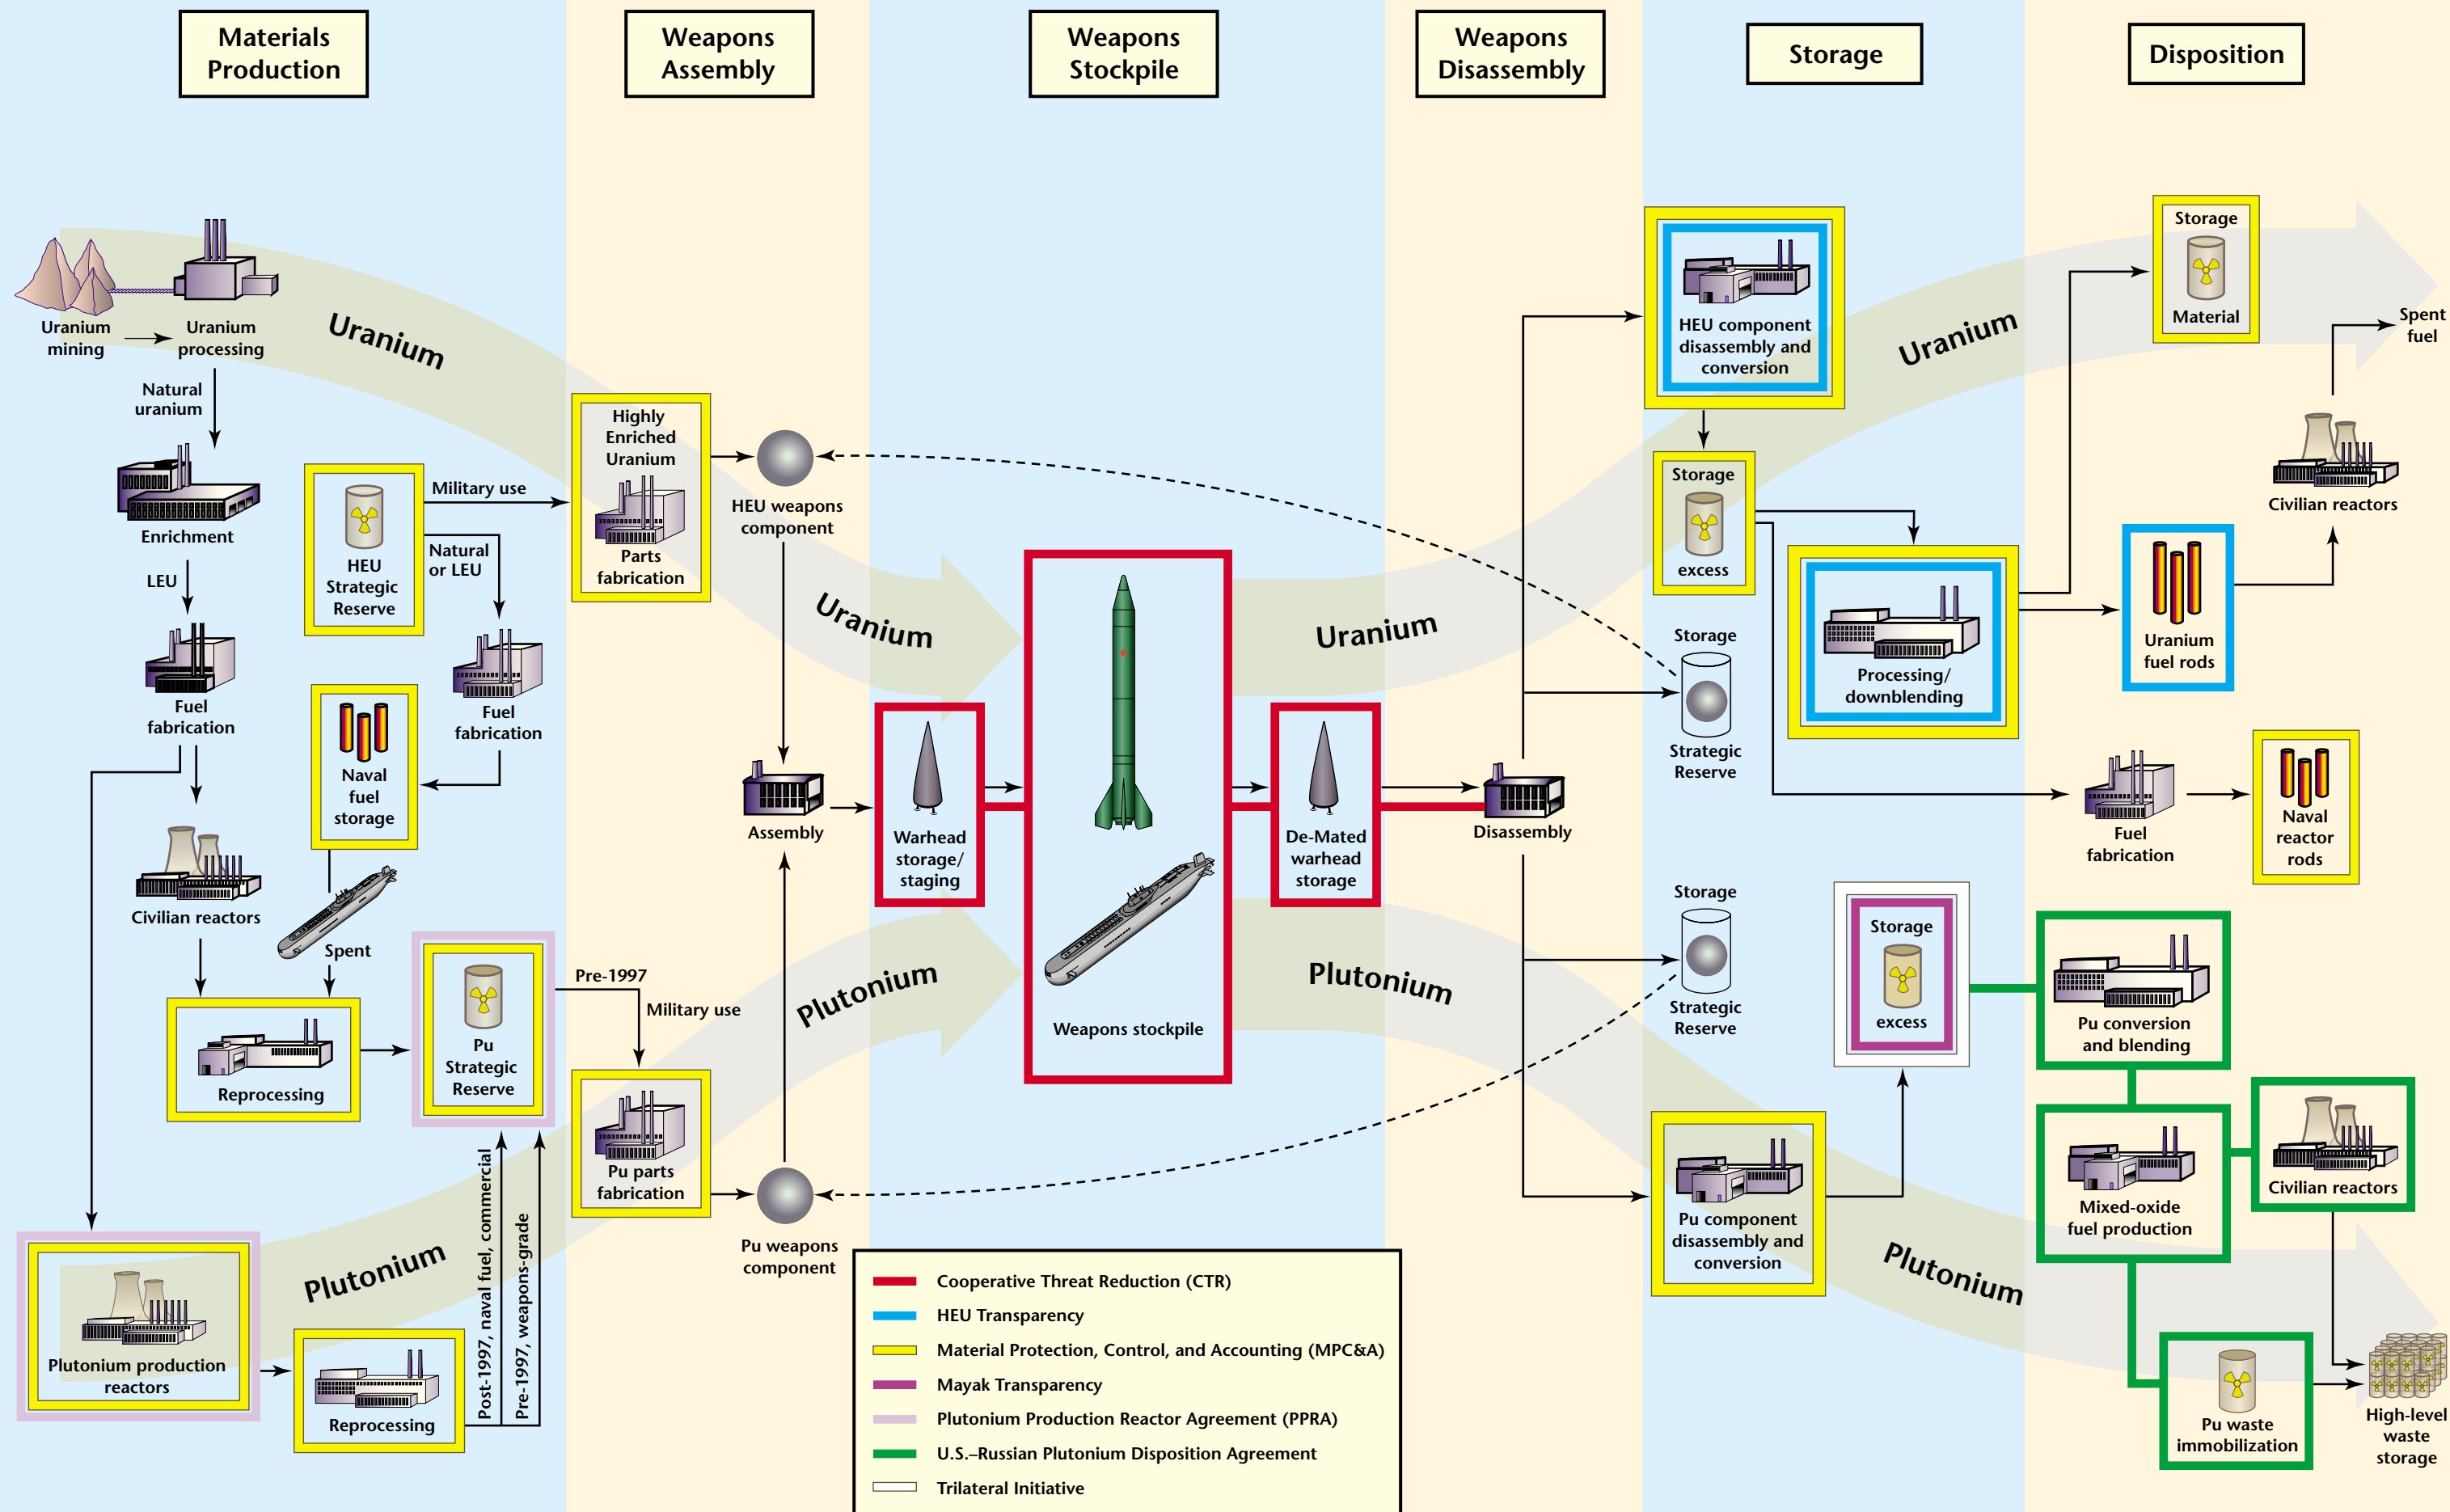 Materials
Production
Weapons
Assembly
Weapons
Stockpile
Weapons
Disassembly
Storage
Disposition
Uranium
mining
Uranium
processing
Uranium
Natural
uranium
Enrichment
LEU
Fuel
fabrication
HEU
Strategic
Reserve
Military use
Natural
or LEU
Fuel
fabrication
Naval
fuel
storage
Civilian reactors
Spent
Reprocessing
Pu
Strategic
Reserve
Plutonium production
reactors
Plutonium
Reprocessing
Post-1997, naval fuel, commercial
Pre-1997, weapons-grade
Highly
Enriched
Uranium
Parts
fabrication
HEU weapons
component
Uranium
Assembly
Pre-1997
Military use
Plutonium
Pu parts
fabrication
Pu weapons
component
Warhead
storage/
staging
Weapons stockpile
De-Mated
warhead
storage
Uranium
Plutonium
Disassembly
HEU component
disassembly and
conversion
Storage
excess
Uranium
Processing/
downblending
Storage
Strategic
Reserve
Storage
Strategic
Reserve
Storage
excess
Pu component
disassembly and
conversion
Plutonium
Storage
Material
Spent
fuel
Civilian reactors
Uranium
fuel rods
Fuel
fabrication
Naval
reactor
rods
Pu conversion
and blending
Mixed-oxide
fuel production
Civilian reactors
Pu waste
immobilization
High-level
waste
storage
Cooperative Threat Reduction (CTR)
HEU Transparency
Material Protection, Control, and Accounting (MPC&A)
Mayak Transparency
Plutonium Production Reactor Agreement (PPRA)
U.S.–Russian Plutonium Disposition Agreement
Trilateral Initiative